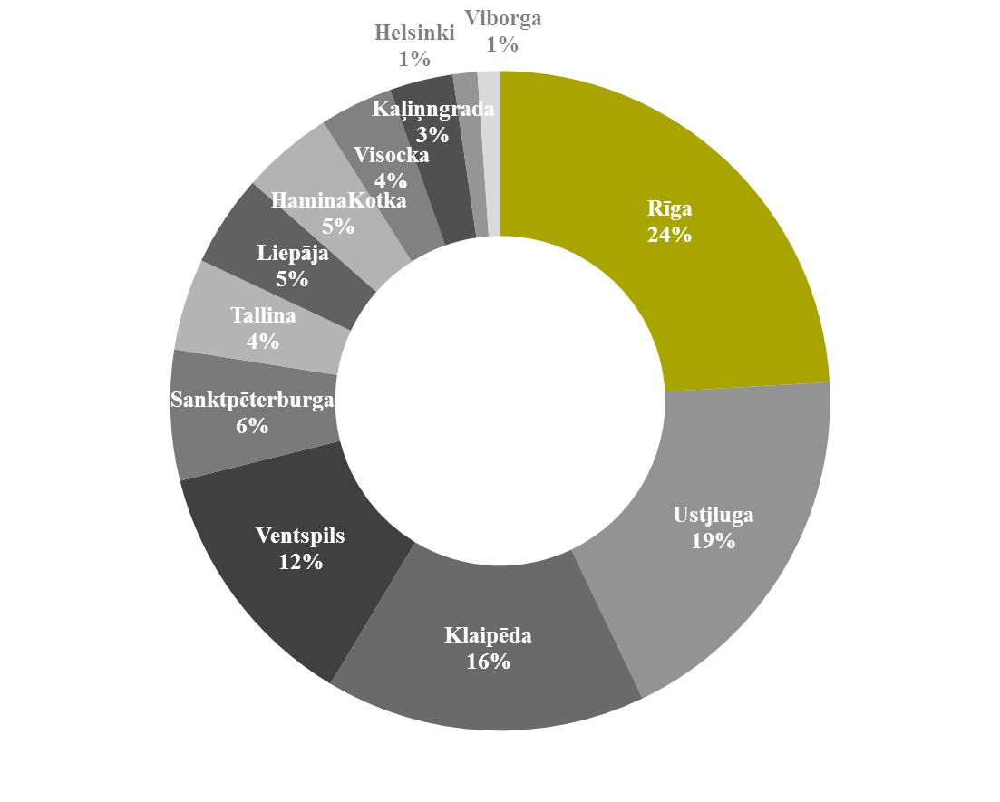 Viborga
1%
Helsinki
1%
Kaļiņngrada
3%
Visocka
4%
HaminaKotka
5%
Liepāja
5%
Tallina
4%
Sanktpēterburga
6%
Ventspils
12%
Klaipēda
16%
Ustjluga
19%
Rīga
24%